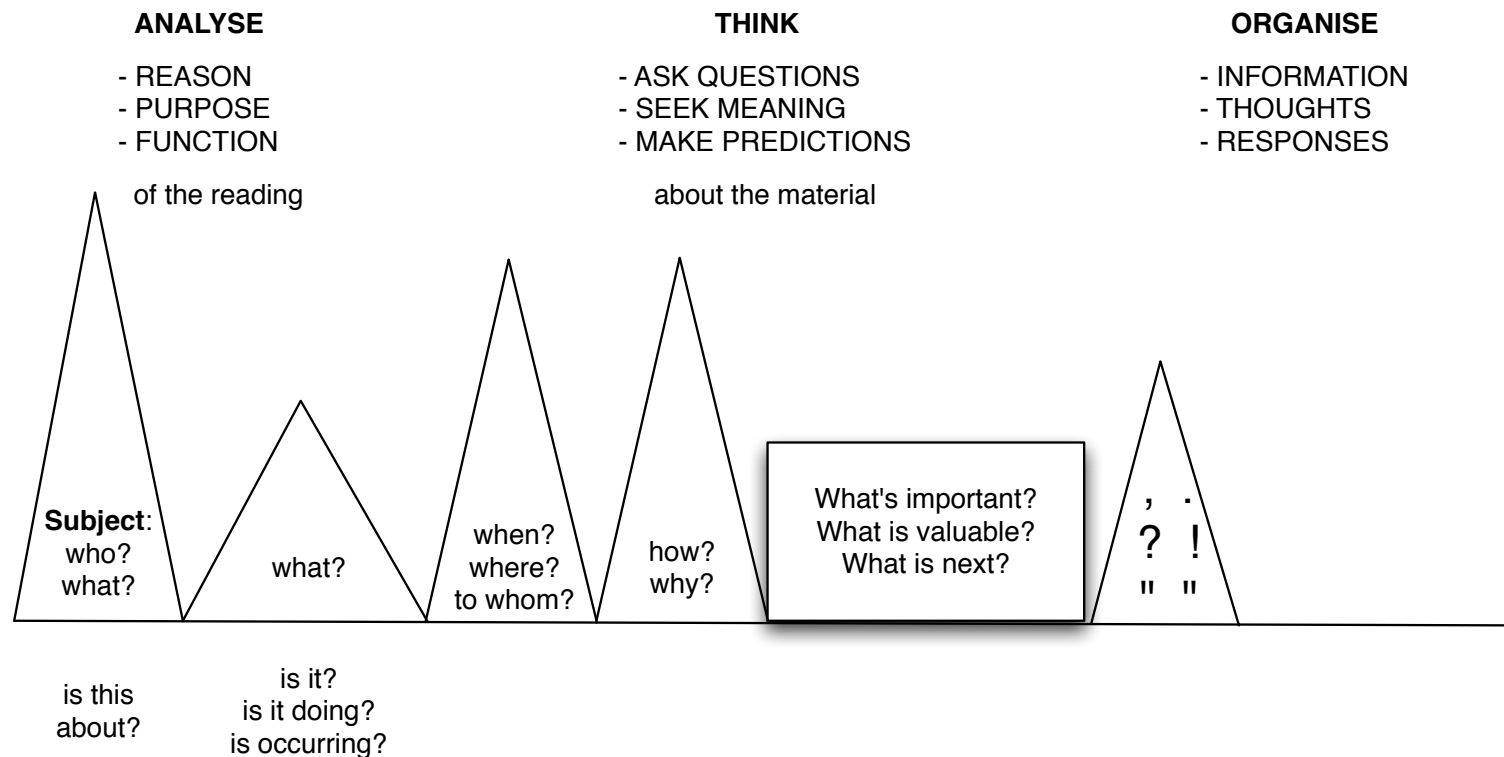 ANALYSE
- REASON
- PURPOSE
- FUNCTION
of the reading
THINK
- ASK QUESTIONS
- SEEK MEANING
- MAKE PREDICTIONS
about the material
ORGANISE
- INFORMATION
- THOUGHTS
- RESPONSES
Subject:
who?
what?
what?
when?
where?
to whom?
how?
why?
What's important?
What is valuable?
What is next?
, .
? !
" "
is this
about?
is it?
is it doing?
is occurring?